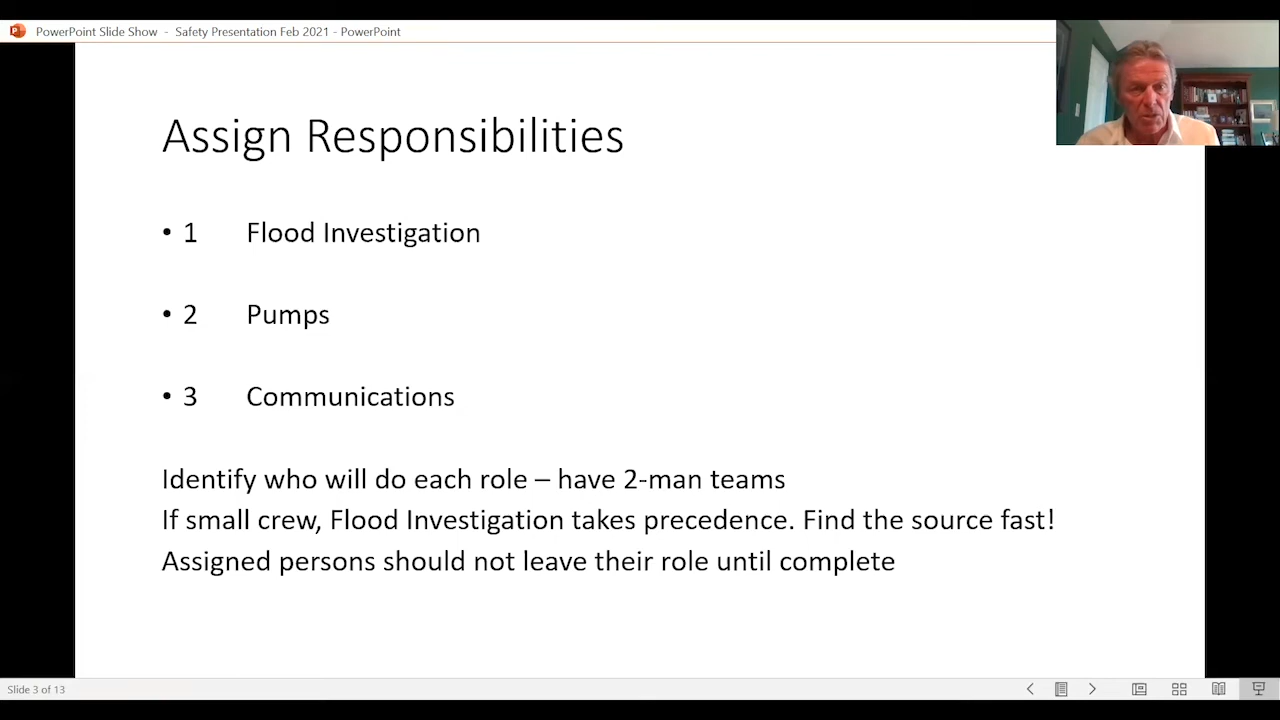 PowerPoint Slide Show - Safety Presentation Feb 2021 - PowerPoint
Assign Responsibilities
• 1 Flood Investigation
• 2 Pumps
• 3 Communications
Identify who will do each role – have 2-man teams
If small crew, Flood Investigation takes precedence. Find the source fast!
Assigned persons should not leave their role until complete
Slide 3 of 13